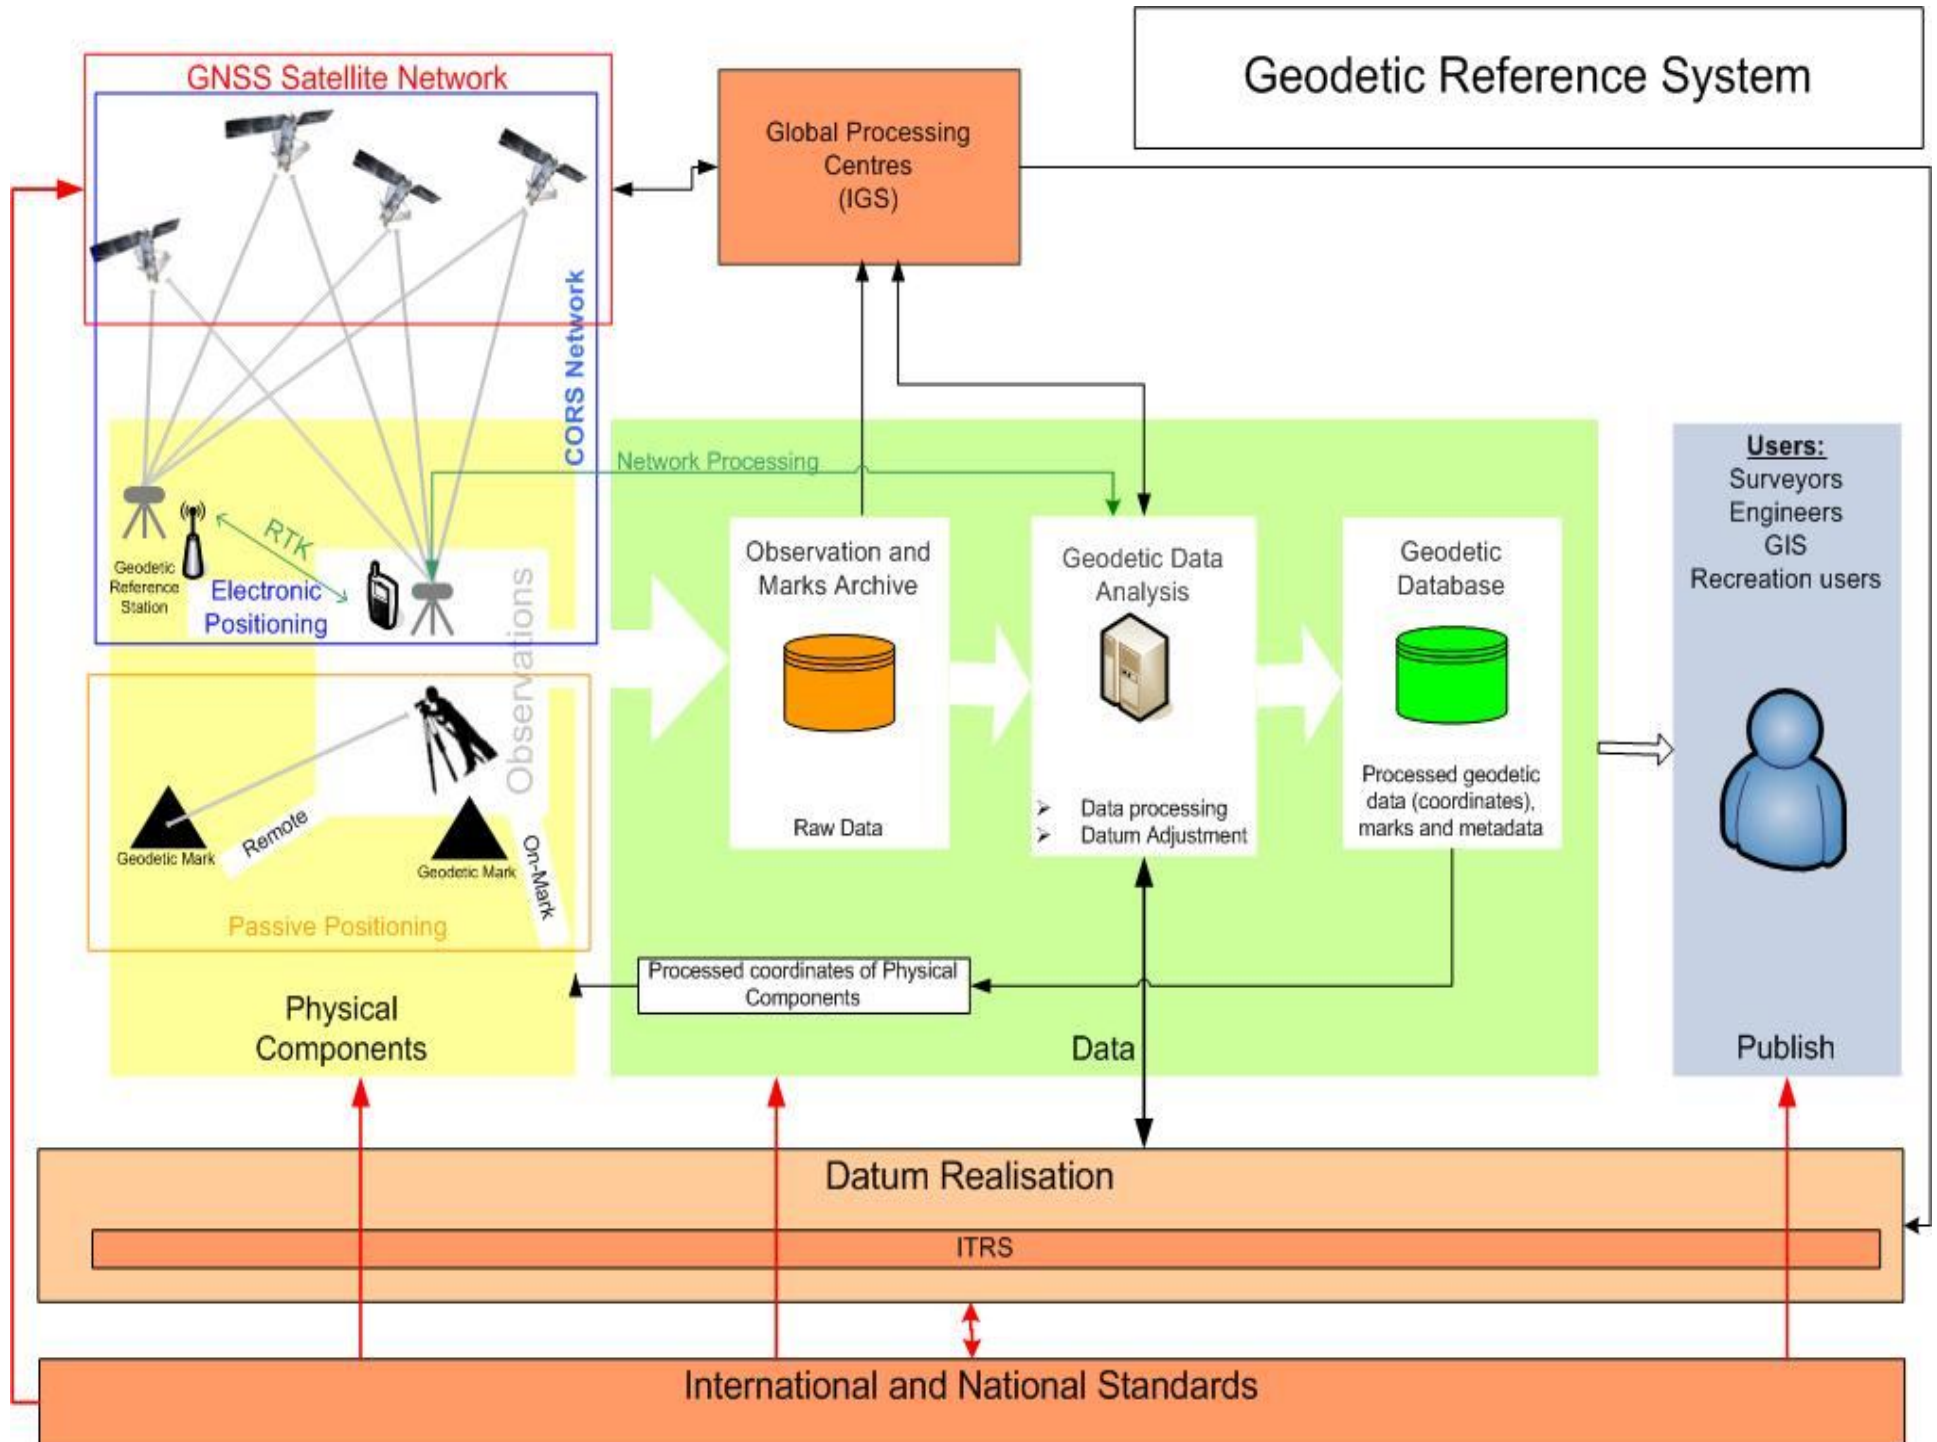 Geodetic Reference System
GNSS Satellite Network
Global Processing
Centres
(IGS)
CORS Network
Network Processing
Users:
Surveyors
Engineers
GIS
Recreation users
Geodetic
Reference
Station
RTK
Electronic
Positioning
Observations
Observation and
Marks Archive
Raw Data
Geodetic Data
Analysis
➢ Data processing
➢ Datum Adjustment
Geodetic
Database
Processed geodetic
data (coordinates),
marks and metadata
Geodetic Mark
Remote
Geodetic Mark
On-Mark
Passive Positioning
Processed coordinates of Physical
Components
Physical
Components
Data
Publish
Datum Realisation
ITRS
International and National Standards